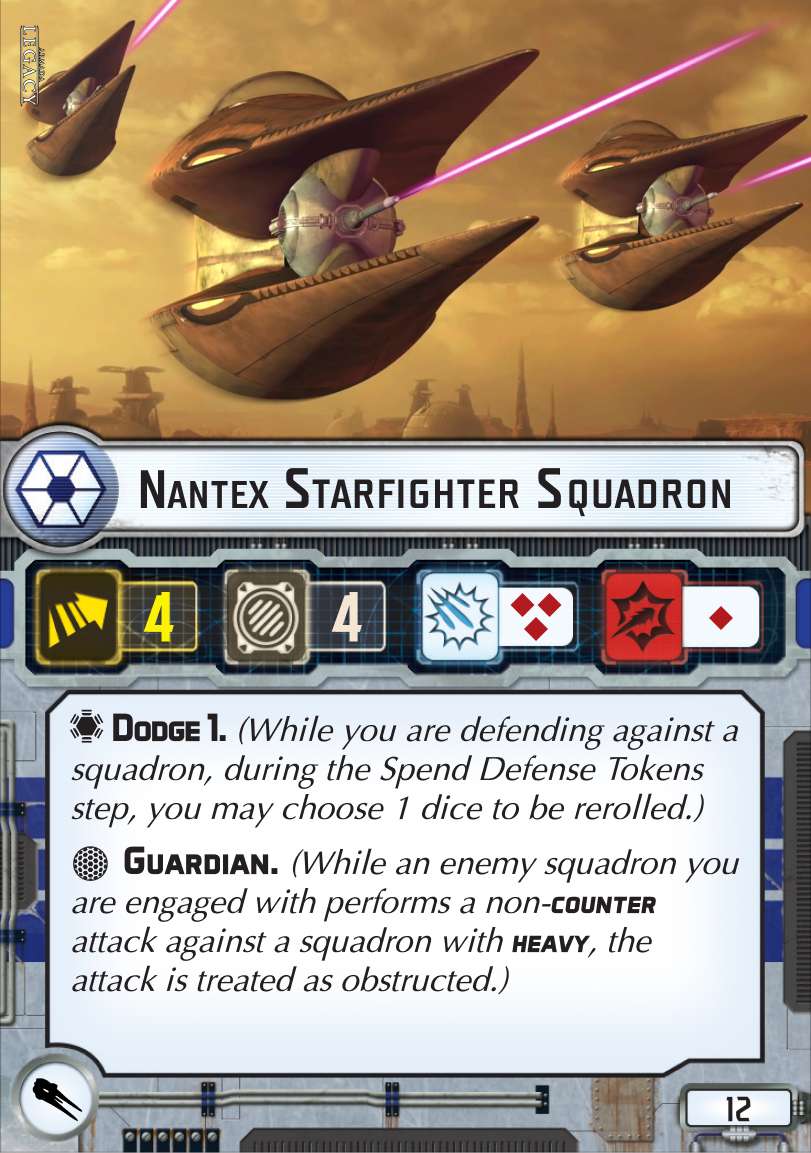 ARMADA
LEGACY
Nantex Starfighter Squadron
4 4
Dodge 1. (While you are defending against a
squadron, during the Spend Defense Tokens
step, you may choose 1 dice to be rerolled.)
Guardian. (While an enemy squadron you
are engaged with performs a non-counter
attack against a squadron with heavy, the
attack is treated as obstructed.)
12